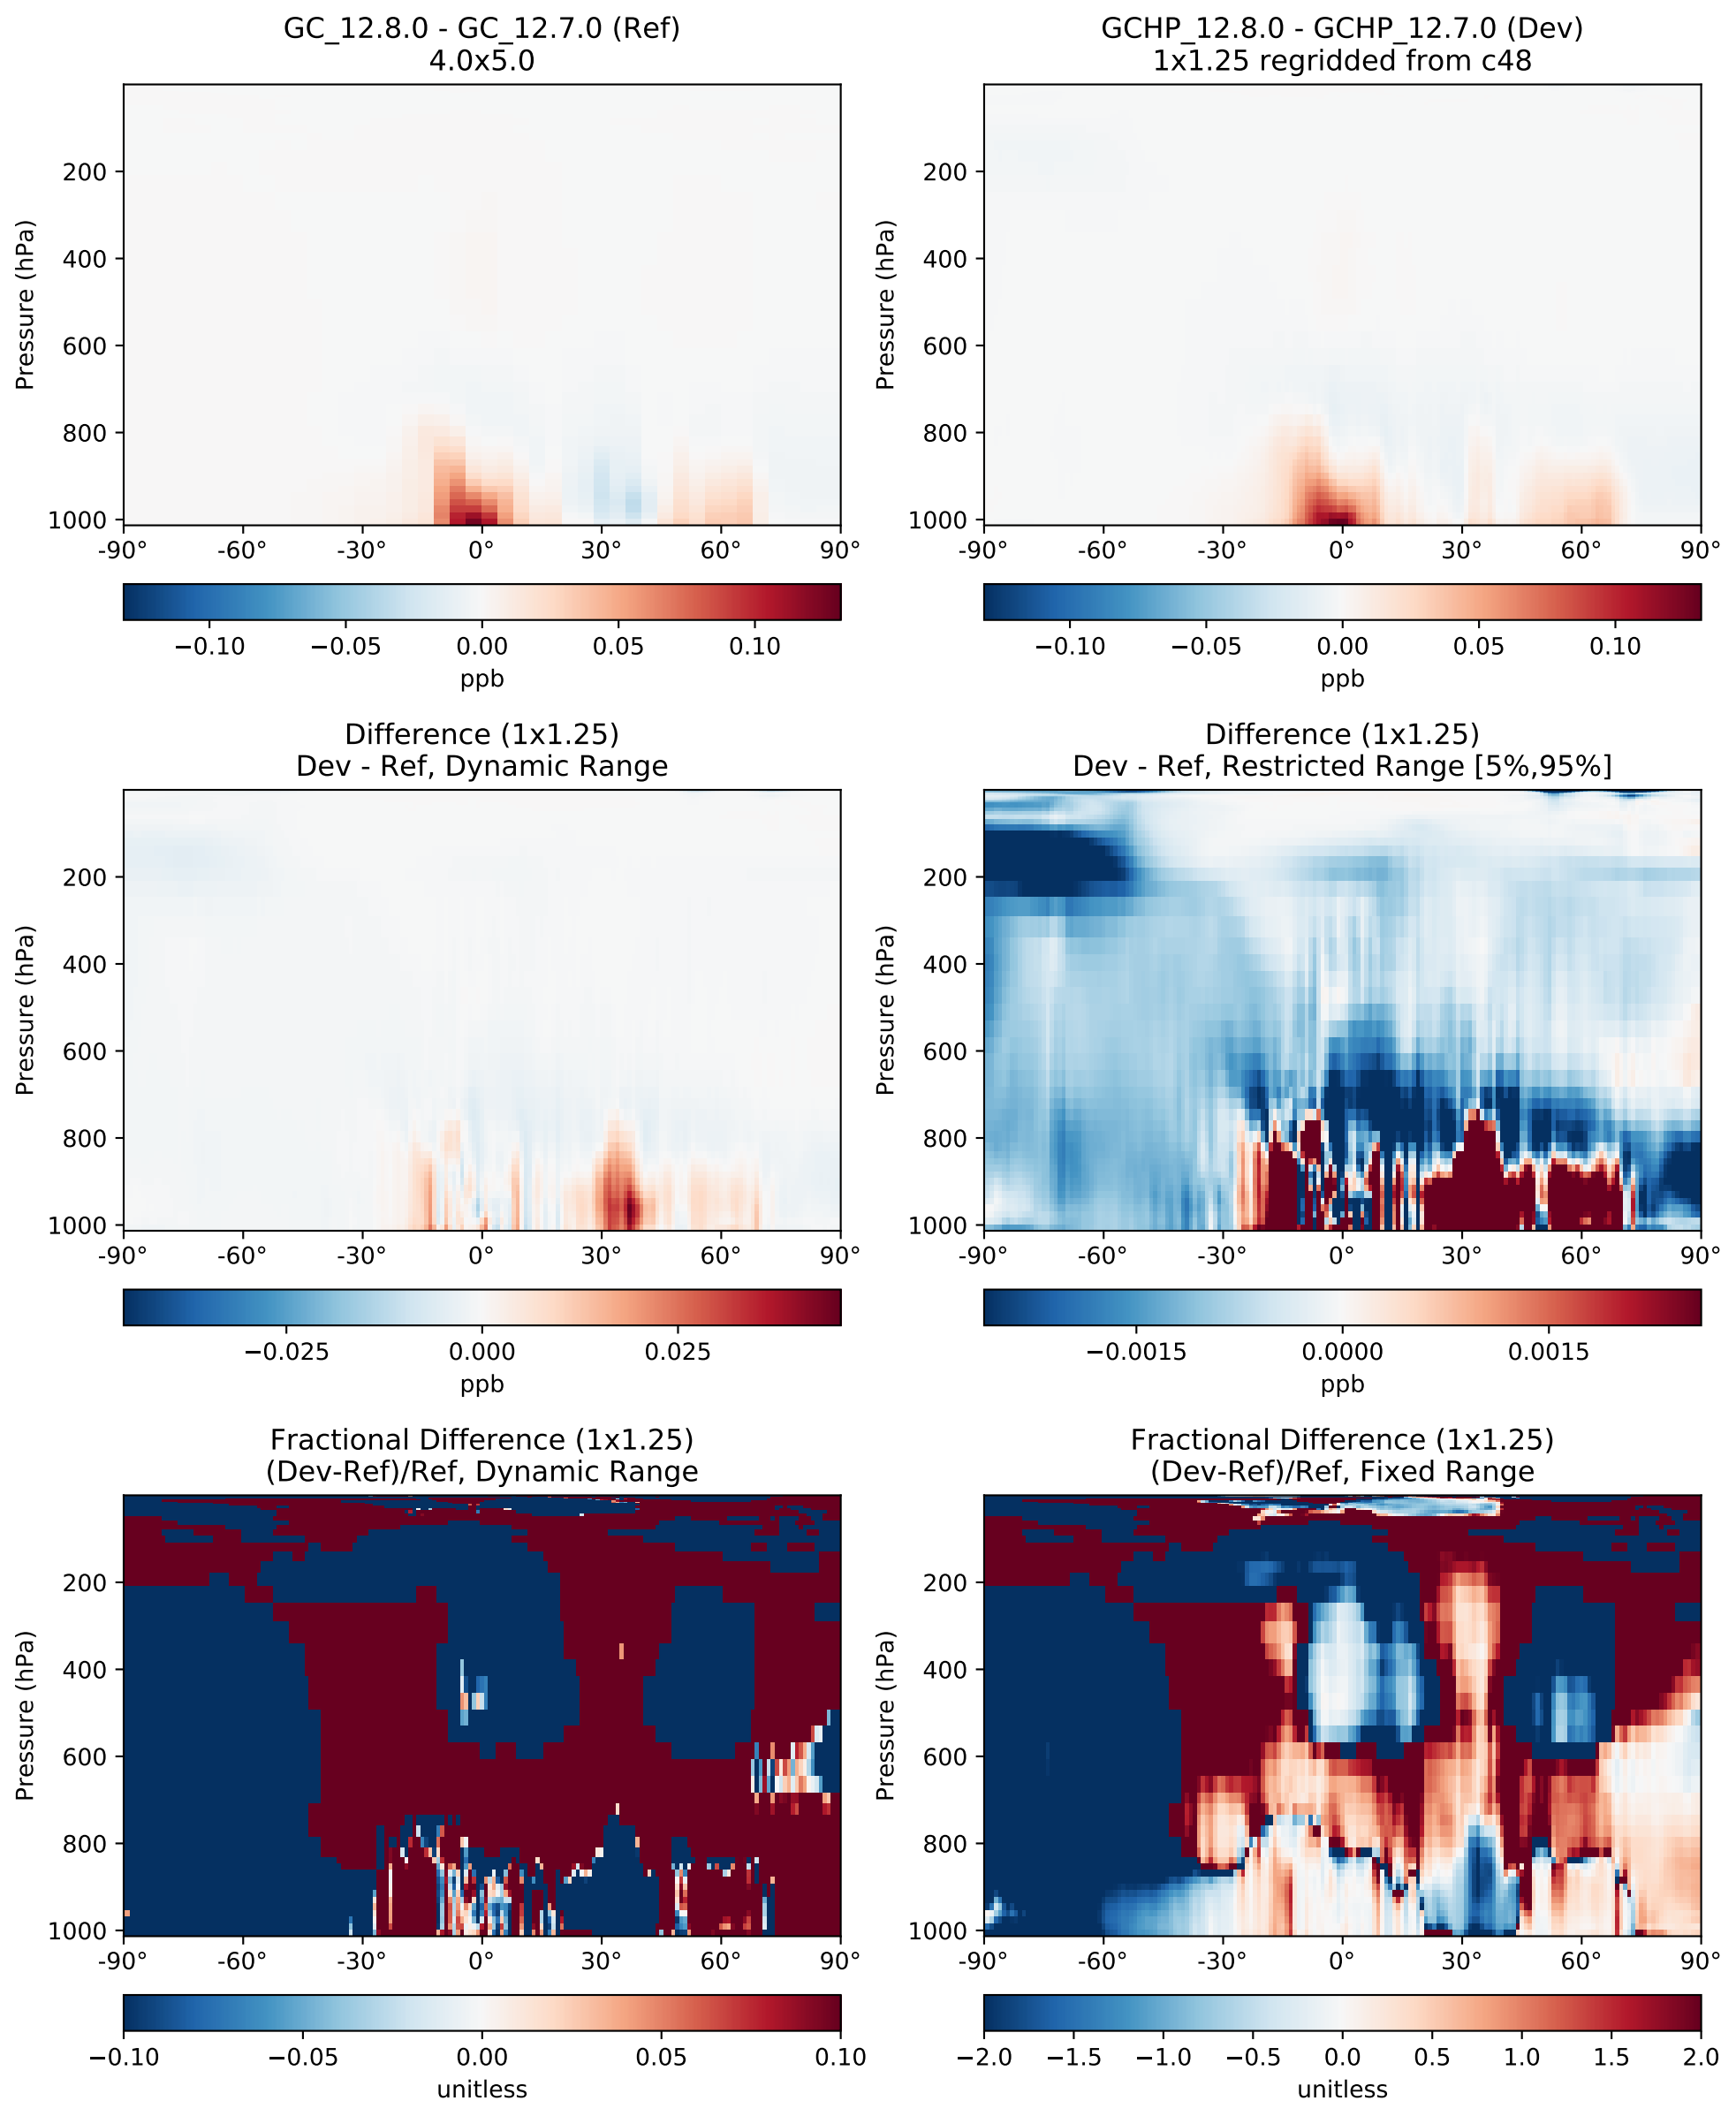 GC_12.8.0 - GC_12.7.0 (Ref)
4.0x5.0
Pressure (hPa)
200
400
600
800
1000
-90° -60° -30° 0° 30° 60° 90°
−0.10 −0.05 0.00 0.05 0.10
ppb
GCHP_12.8.0 - GCHP_12.7.0 (Dev)
1x1.25 regridded from c48
Pressure (hPa)
200
400
600
800
1000
-90° -60° -30° 0° 30° 60° 90°
−0.10 −0.05 0.00 0.05 0.10
ppb
Difference (1x1.25)
Dev - Ref, Dynamic Range
Pressure (hPa)
200
400
600
800
1000
-90° -60° -30° 0° 30° 60° 90°
−0.025 0.000 0.025
ppb
Difference (1x1.25)
Dev - Ref, Restricted Range [5%,95%]
Pressure (hPa)
200
400
600
800
1000
-90° -60° -30° 0° 30° 60° 90°
−0.0015 0.0000 0.0015
ppb
Fractional Difference (1x1.25)
(Dev-Ref)/Ref, Dynamic Range
Pressure (hPa)
200
400
600
800
1000
-90° -60° -30° 0° 30° 60° 90°
−0.10 −0.05 0.00 0.05 0.10
unitless
Fractional Difference (1x1.25)
(Dev-Ref)/Ref, Fixed Range
Pressure (hPa)
200
400
600
800
1000
-90° -60° -30° 0° 30° 60° 90°
−2.0 −1.5 −1.0 −0.5 0.0 0.5 1.0 1.5 2.0
unitless